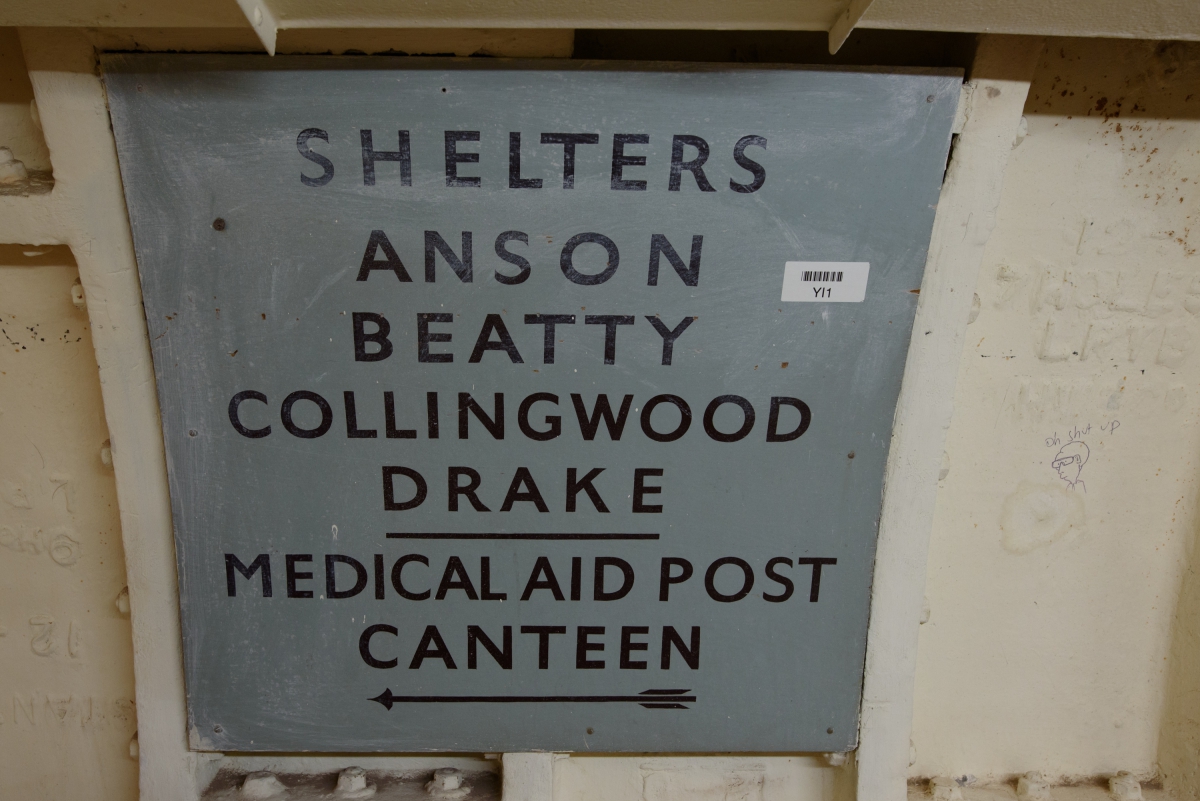 SHELTERS
ANSON
BEATTY
COLLINGWOOD
DRAKE
MEDICAL AID POST
CANTEEN
YI1
oh shut up